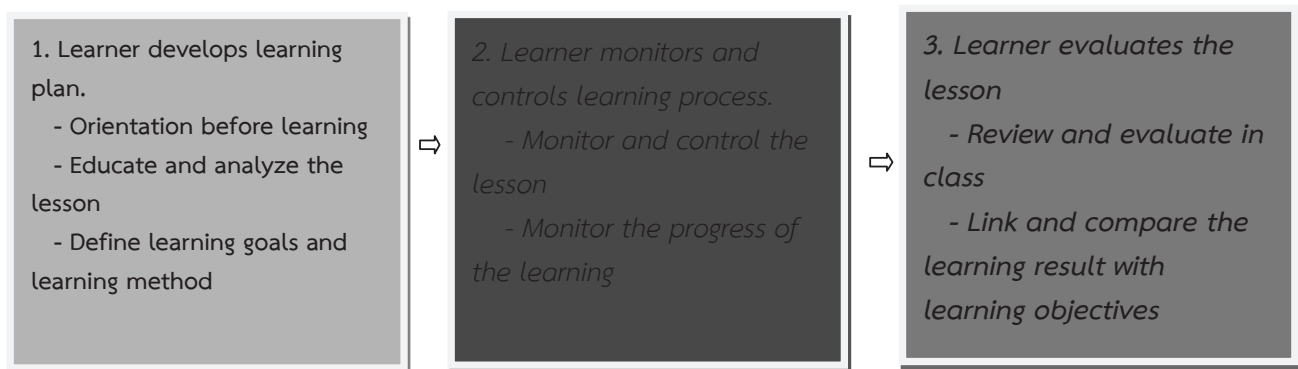 1. Learner develops learning
plan.
- Orientation before learning
- Educate and analyze the
lesson
- Define learning goals and
learning method
2. Learner monitors and
controls learning process.
- Monitor and control the
lesson
- Monitor the progress of
the learning
3. Learner evaluates the
lesson
- Review and evaluate in
class
- Link and compare the
learning result with
learning objectives